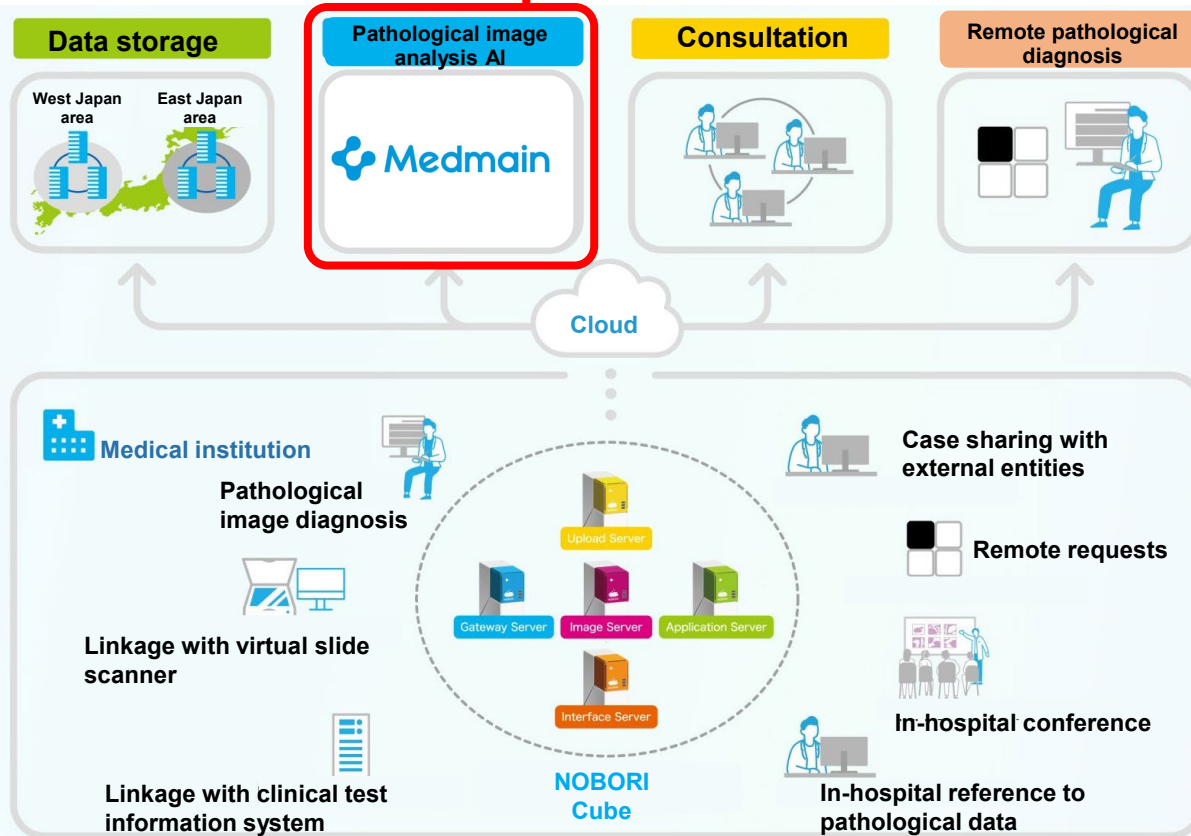 Data storage
Pathological image
analysis AI
Consultation
Remote pathological
diagnosis
West Japan
area
East Japan
area
Medmain
Cloud
Medical institution
Pathological
image diagnosis
Linkage with virtual slide
scanner
Linkage with clinical test
information system
Upload Server
Gateway Server
Image Server
Application Server
Interface Server
NOBORI
Cube
Case sharing with
external entities
Remote requests
In-hospital conference
In-hospital reference to
pathological data